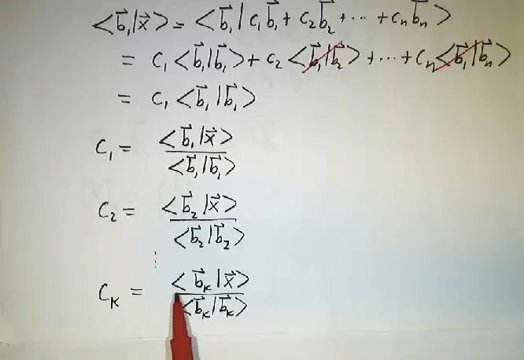 ⟨b⃗₁|x⃗⟩ = ⟨b⃗₁|c₁b⃗₁ + c₂b⃗₂ + ⋯ + cₙb⃗ₙ⟩
= c₁⟨b⃗₁|b⃗₁⟩ + c₂⟨b⃗₁|b⃗₂⟩ + ⋯ + cₙ⟨b⃗₁|b⃗ₙ⟩
= c₁⟨b⃗₁|b⃗₁⟩
c₁ = ⟨b⃗₁|x⃗⟩ / ⟨b⃗₁|b⃗₁⟩
c₂ = ⟨b⃗₂|x⃗⟩ / ⟨b⃗₂|b⃗₂⟩
⋮
cₖ = ⟨b⃗ₖ|x⃗⟩ / ⟨b⃗ₖ|b⃗ₖ⟩